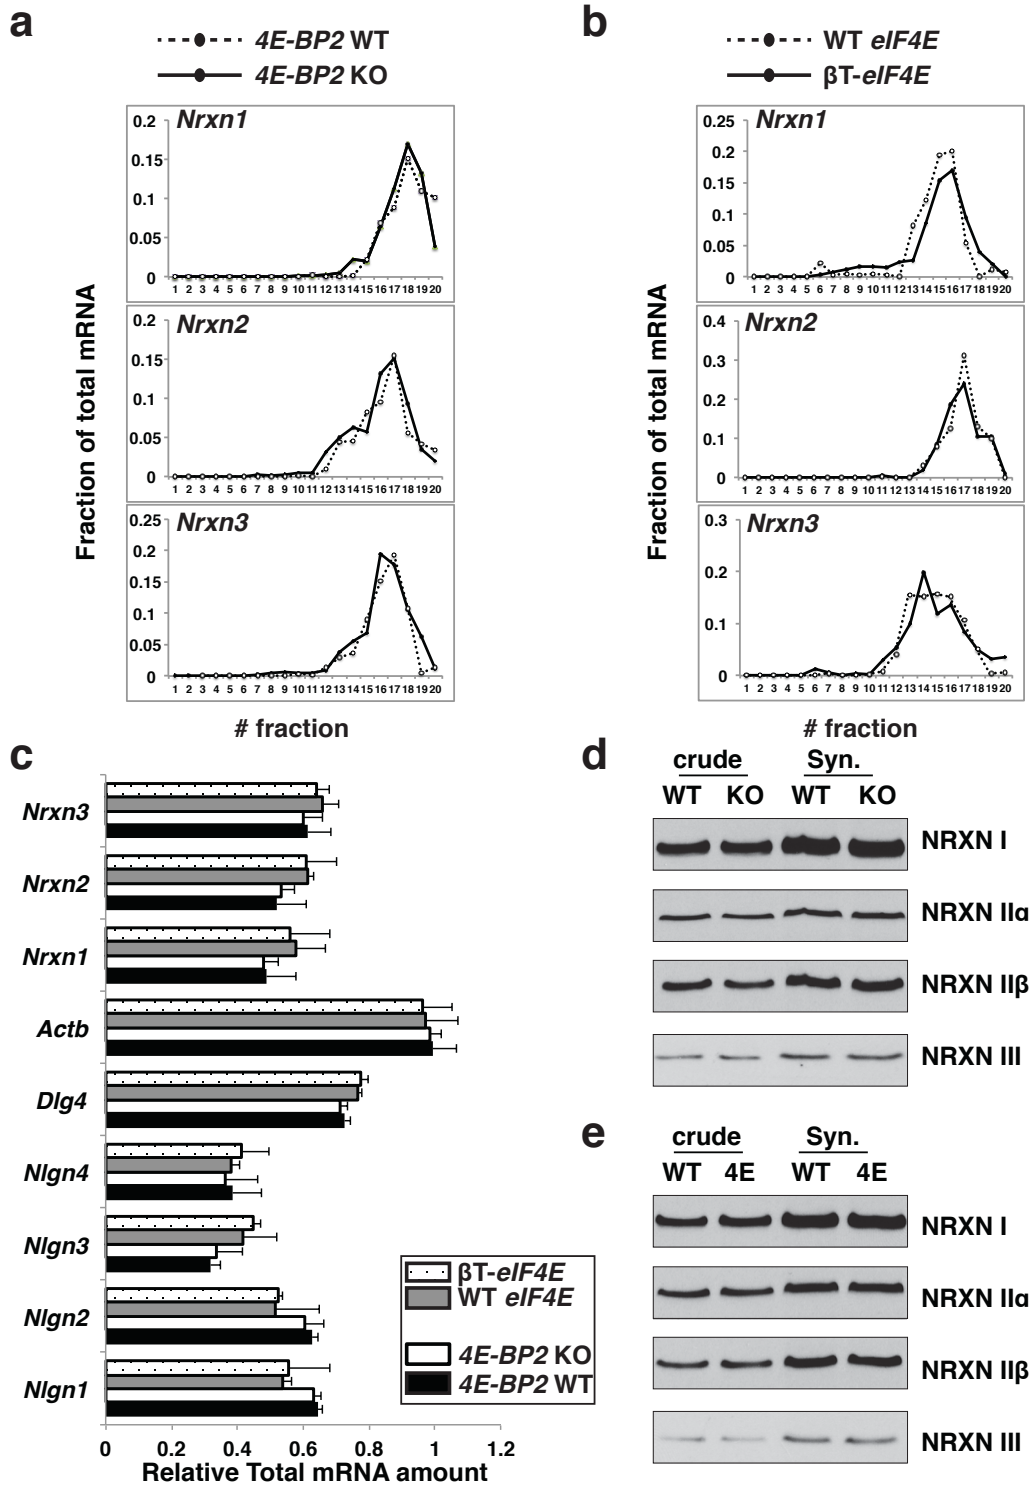 a
4E-BP2 WT
4E-BP2 KO
Fraction of total mRNA
Nrxn1
0.2
0.15
0.1
0.05
0
1 2 3 4 5 6 7 8 9 10 11 12 13 14 15 16 17 18 19 20
Nrxn2
0.2
0.15
0.1
0.05
0
1 2 3 4 5 6 7 8 9 10 11 12 13 14 15 16 17 18 19 20
Nrxn3
0.25
0.2
0.15
0.1
0.05
0
1 2 3 4 5 6 7 8 9 10 11 12 13 14 15 16 17 18 19 20
# fraction
b
WT eIF4E
βT-eIF4E
Fraction of total mRNA
Nrxn1
0.25
0.2
0.15
0.1
0.05
0
1 2 3 4 5 6 7 8 9 10 11 12 13 14 15 16 17 18 19 20
Nrxn2
0.4
0.3
0.2
0.1
0
1 2 3 4 5 6 7 8 9 10 11 12 13 14 15 16 17 18 19 20
Nrxn3
0.3
0.2
0.1
0
1 2 3 4 5 6 7 8 9 10 11 12 13 14 15 16 17 18 19 20
# fraction
c
Nrxn3
Nrxn2
Nrxn1
Actb
Dlg4
Nlgn4
Nlgn3
Nlgn2
Nlgn1
βT-eIF4E
WT eIF4E
4E-BP2 KO
4E-BP2 WT
0 0.2 0.4 0.6 0.8 1 1.2
Relative Total mRNA amount
d
crude Syn.
WT KO WT KO
NRXN I
NRXN IIα
NRXN IIβ
NRXN III
e
crude Syn.
WT 4E WT 4E
NRXN I
NRXN IIα
NRXN IIβ
NRXN III